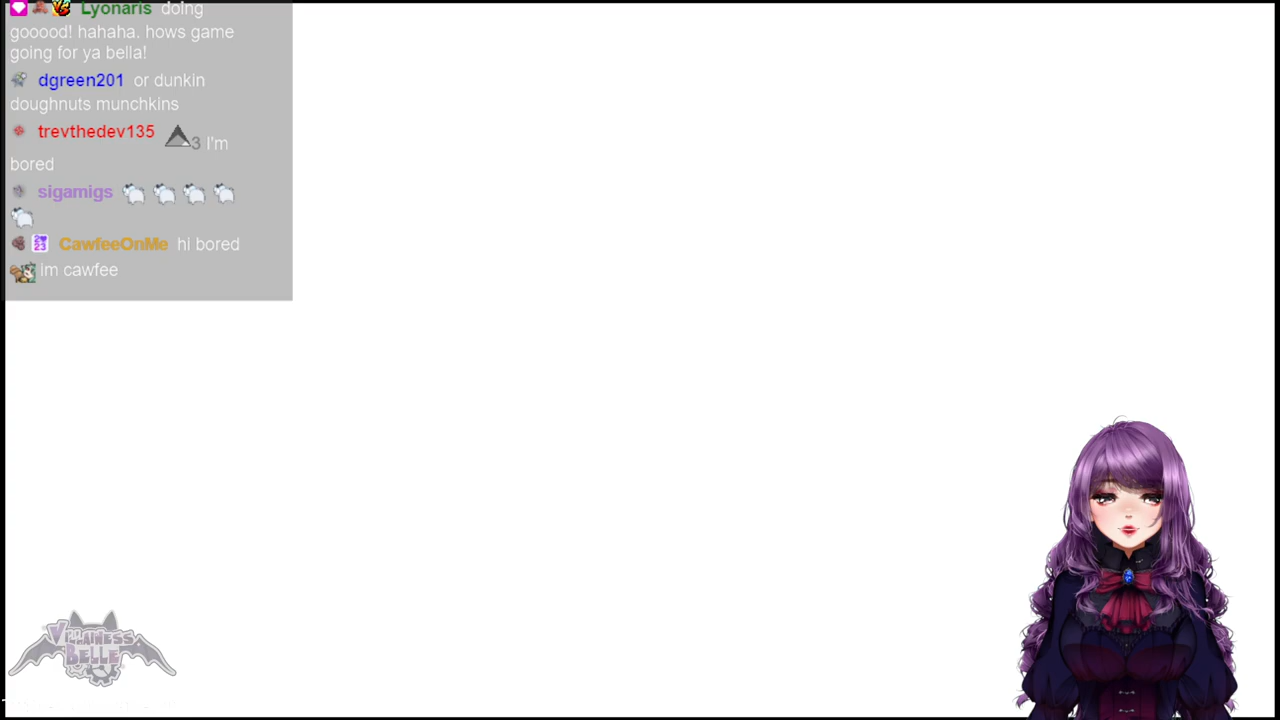 Lyonaris doing
gooood! hahaha. hows game
going for ya bella!
dgreen201 or dunkin
doughnuts munchkins
trevthedev135 3 I'm
bored
sigamigs
CawfeeOnMe hi bored
im cawfee
VILLAINESS
BELLE